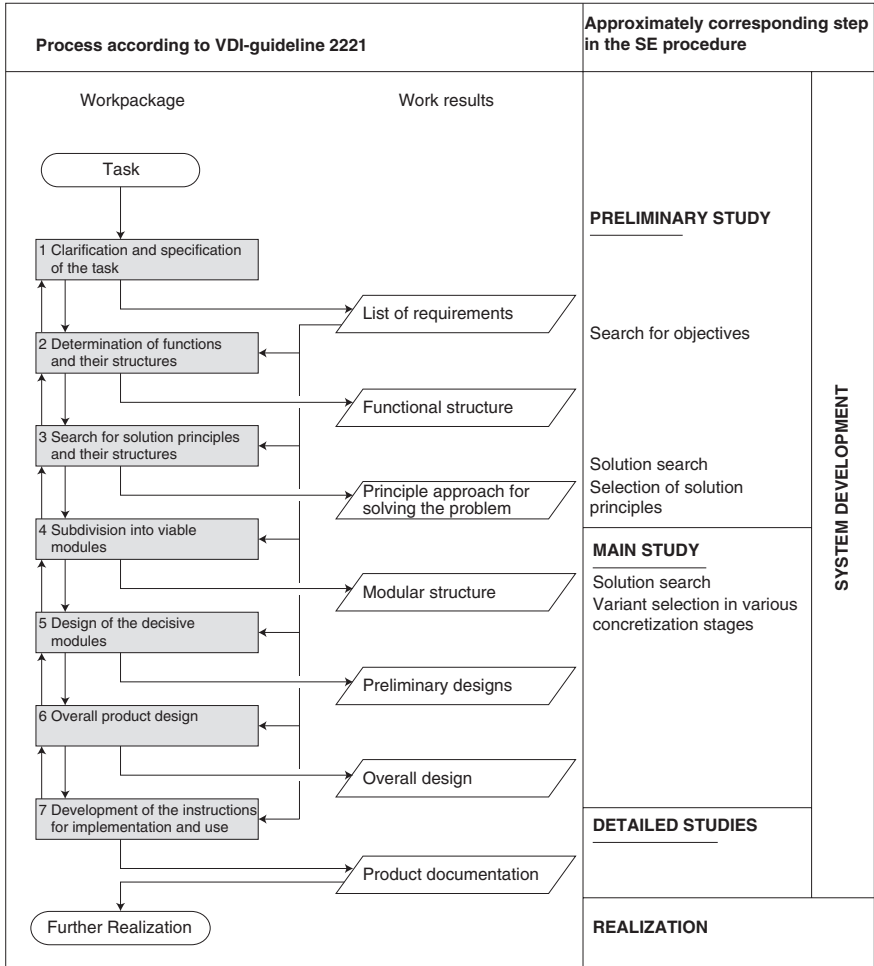 Process according to VDI-guideline 2221
Approximately corresponding step
in the SE procedure
Workpackage
Work results
Task
PRELIMINARY STUDY
1 Clarification and specification
of the task
List of requirements
Search for objectives
2 Determination of functions
and their structures
Functional structure
3 Search for solution principles
and their structures
Solution search
Selection of solution
principles
Principle approach for
solving the problem
4 Subdivision into viable
modules
MAIN STUDY
Solution search
Variant selection in various
concretization stages
Modular structure
5 Design of the decisive
modules
Preliminary designs
6 Overall product design
Overall design
7 Development of the instructions
for implementation and use
DETAILED STUDIES
Product documentation
SYSTEM DEVELOPMENT
Further Realization
REALIZATION